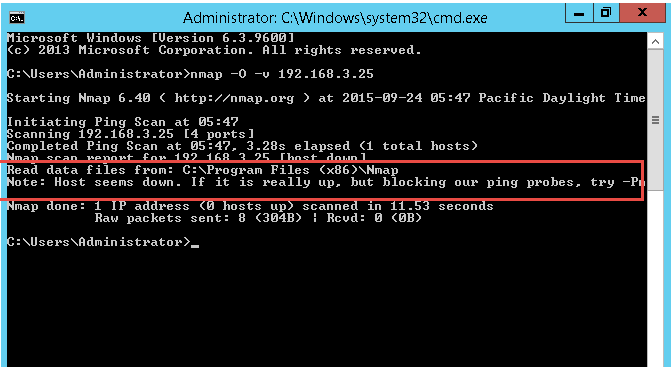 Administrator: C:\Windows\system32\cmd.exe
Microsoft Windows [Version 6.3.9600]
(c) 2013 Microsoft Corporation. All rights reserved.
C:\Users\Administrator>nmap -O -v 192.168.3.25
Starting Nmap 6.40 ( http://nmap.org ) at 2015-09-24 05:47 Pacific Daylight Time
Initiating Ping Scan at 05:47
Scanning 192.168.3.25 [4 ports]
Completed Ping Scan at 05:47, 3.28s elapsed (1 total hosts)
Nmap scan report for 192.168.3.25 [host down]
Read data files from: C:\Program Files (x86)\Nmap
Note: Host seems down. If it is really up, but blocking our ping probes, try -Pn
Nmap done: 1 IP address (0 hosts up) scanned in 11.53 seconds
Raw packets sent: 8 (304B) | Rcvd: 0 (0B)
C:\Users\Administrator>_